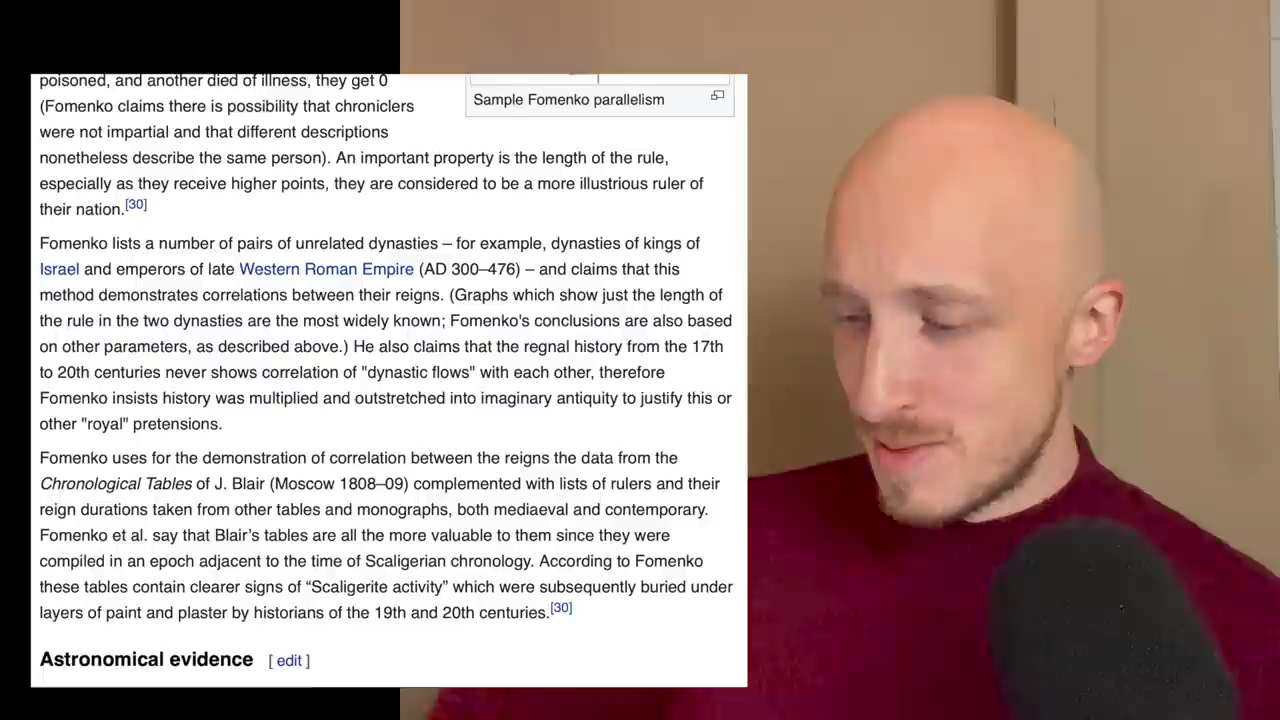 poisoned, and another died of illness, they get 0
(Fomenko claims there is possibility that chroniclers
were not impartial and that different descriptions
nonetheless describe the same person). An important property is the length of the rule,
especially as they receive higher points, they are considered to be a more illustrious ruler of
their nation.[30]
Sample Fomenko parallelism
Fomenko lists a number of pairs of unrelated dynasties – for example, dynasties of kings of
Israel and emperors of late Western Roman Empire (AD 300–476) – and claims that this
method demonstrates correlations between their reigns. (Graphs which show just the length of
the rule in the two dynasties are the most widely known; Fomenko's conclusions are also based
on other parameters, as described above.) He also claims that the regnal history from the 17th
to 20th centuries never shows correlation of "dynastic flows" with each other, therefore
Fomenko insists history was multiplied and outstretched into imaginary antiquity to justify this or
other "royal" pretensions.
Fomenko uses for the demonstration of correlation between the reigns the data from the
Chronological Tables of J. Blair (Moscow 1808–09) complemented with lists of rulers and their
reign durations taken from other tables and monographs, both mediaeval and contemporary.
Fomenko et al. say that Blair’s tables are all the more valuable to them since they were
compiled in an epoch adjacent to the time of Scaligerian chronology. According to Fomenko
these tables contain clearer signs of “Scaligerite activity” which were subsequently buried under
layers of paint and plaster by historians of the 19th and 20th centuries.[30]
Astronomical evidence [ edit ]